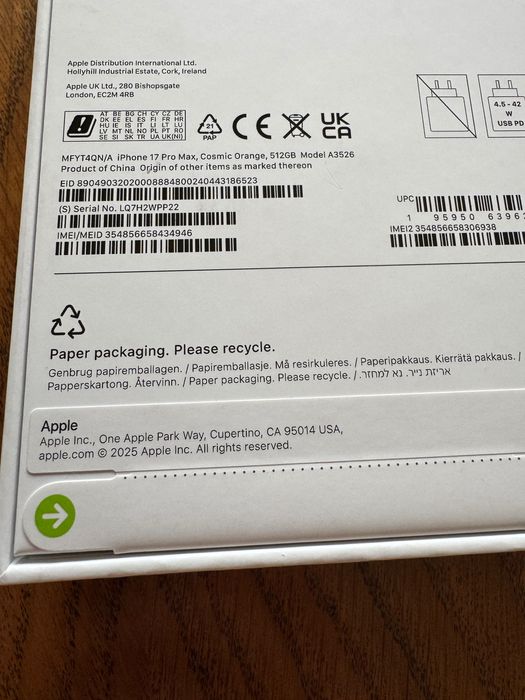 Apple Distribution International Ltd.
Hollyhill Industrial Estate, Cork, Ireland
Apple UK Ltd., 280 Bishopsgate
London, EC2M 4RB
AT BE BG CH CY CZ DE
DK EE EL ES FI FR HR
HU IE IS IT LI LT LU
LV MT NL NO PL PT RO
SE SI SK TR UA UK(NI)
21
PAP
CE
UK
CA
4.5 - 42
W
USB PD
MFYT4QN/A iPhone 17 Pro Max, Cosmic Orange, 512GB Model A3526
Product of China Origin of other items as marked thereon
EID 89049032020008884800240443186523
(S) Serial No. LQ7H2WPP22
IMEI/MEID 354856658434946
UPC
1 95950 6396
IMEI2 354856658306938
Paper packaging. Please recycle.
Genbrug papiremballagen. / Papiremballasje. Må resirkuleres. / Paperipakkaus. Kierrätä pakkaus. /
Papperskartong. Återvinn. / Paper packaging. Please recycle. / אריזת נייר. נא למחזר.
Apple
Apple Inc., One Apple Park Way, Cupertino, CA 95014 USA,
apple.com © 2025 Apple Inc. All rights reserved.